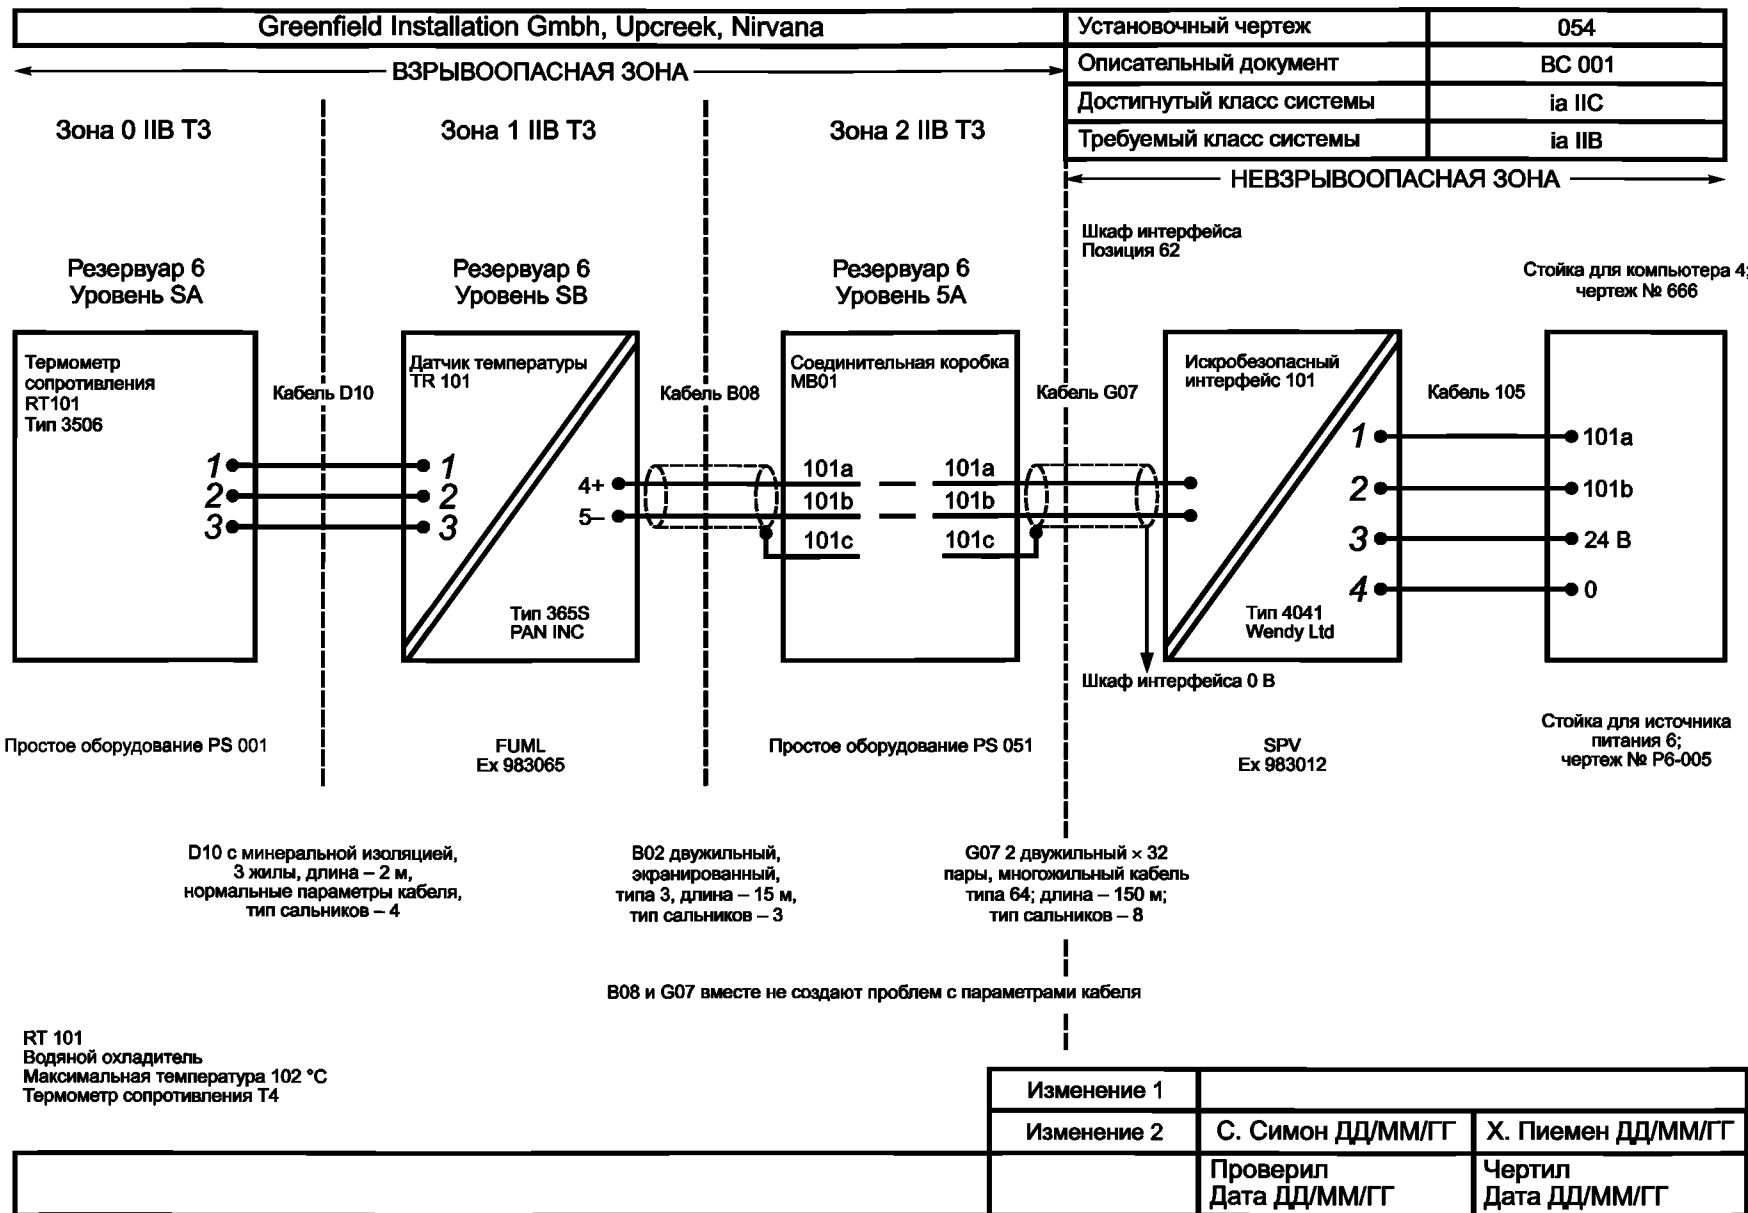 Greenfield Installation Gmbh, Upcreek, Nirvana
Установочный чертеж
054
Описательный документ
BC 001
Достигнутый класс системы
ia IIC
Требуемый класс системы
ia IIB
ВЗРЫВООПАСНАЯ ЗОНА
НЕВЗРЫВООПАСНАЯ ЗОНА
Зона 0 IIB T3
Зона 1 IIB T3
Зона 2 IIB T3
Резервуар 6
Уровень SA
Резервуар 6
Уровень SB
Резервуар 6
Уровень 5А
Шкаф интерфейса
Позиция 62
Стойка для компьютера 4;
чертеж № 666
Термометр
сопротивления
RT101
Тип 3506
1
2
3
Кабель D10
Датчик температуры
TR 101
1
2
3
4+
5–
Тип 365S
PAN INC
Кабель B08
Соединительная коробка
MB01
101a
101b
101c
101a
101b
101c
Кабель G07
Искробезопасный
интерфейс 101
1
2
3
4
Тип 4041
Wendy Ltd
Кабель 105
101a
101b
24 В
0
Шкаф интерфейса 0 В
Простое оборудование PS 001
FUML
Ex 983065
Простое оборудование PS 051
SPV
Ex 983012
Стойка для источника
питания 6;
чертеж № Р6-005
D10 с минеральной изоляцией,
3 жилы, длина – 2 м,
нормальные параметры кабеля,
тип сальников – 4
B02 двужильный,
экранированный,
типа 3, длина – 15 м,
тип сальников – 3
G07 2 двужильный × 32
пары, многожильный кабель
типа 64; длина – 150 м;
тип сальников – 8
B08 и G07 вместе не создают проблем с параметрами кабеля
RT 101
Водяной охладитель
Максимальная температура 102 °C
Термометр сопротивления T4
Изменение 1
Изменение 2
С. Симон ДД/ММ/ГГ
Х. Пиемен ДД/ММ/ГГ
Проверил
Дата ДД/ММ/ГГ
Чертил
Дата ДД/ММ/ГГ